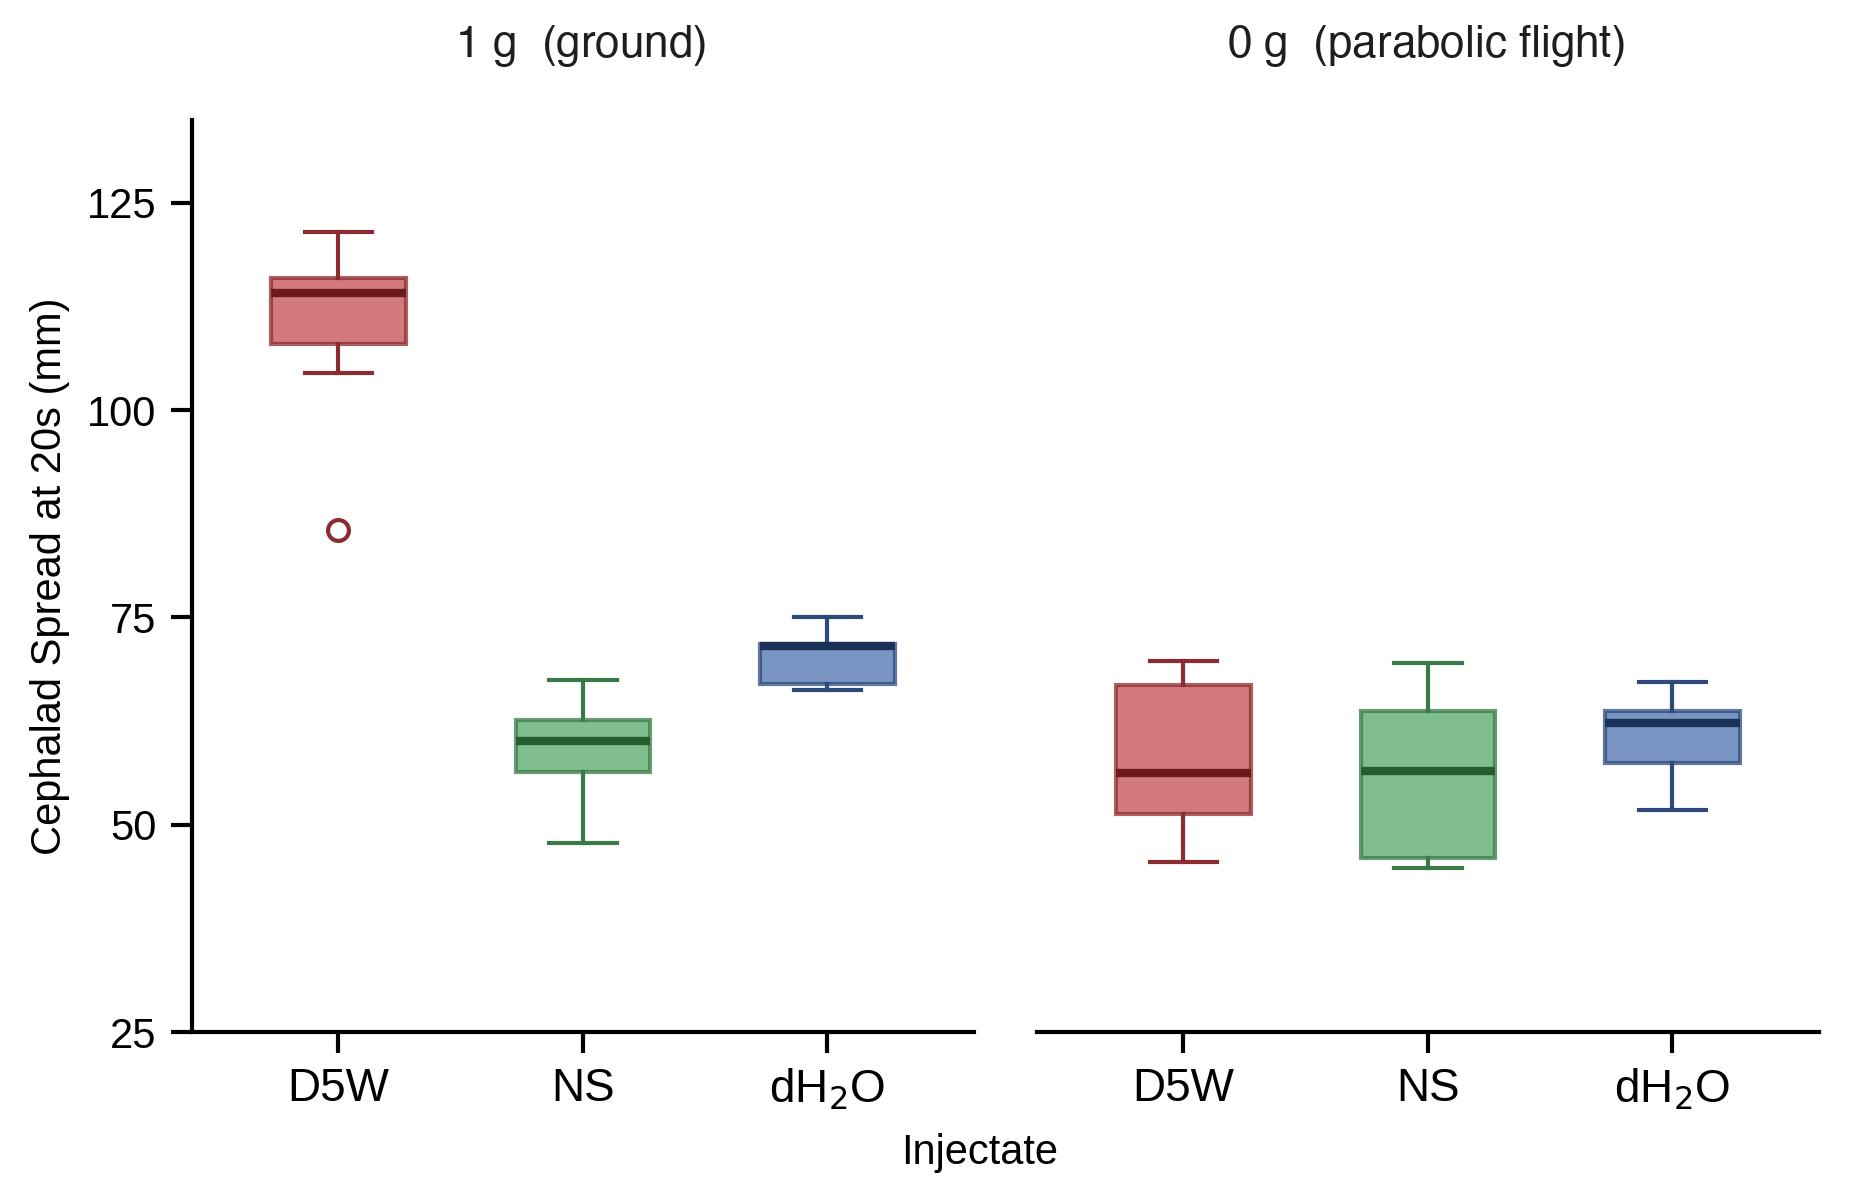 1 g (ground)
0 g (parabolic flight)
Cephalad Spread at 20s (mm)
125
100
75
50
25
D5W NS dH₂O
D5W NS dH₂O
Injectate